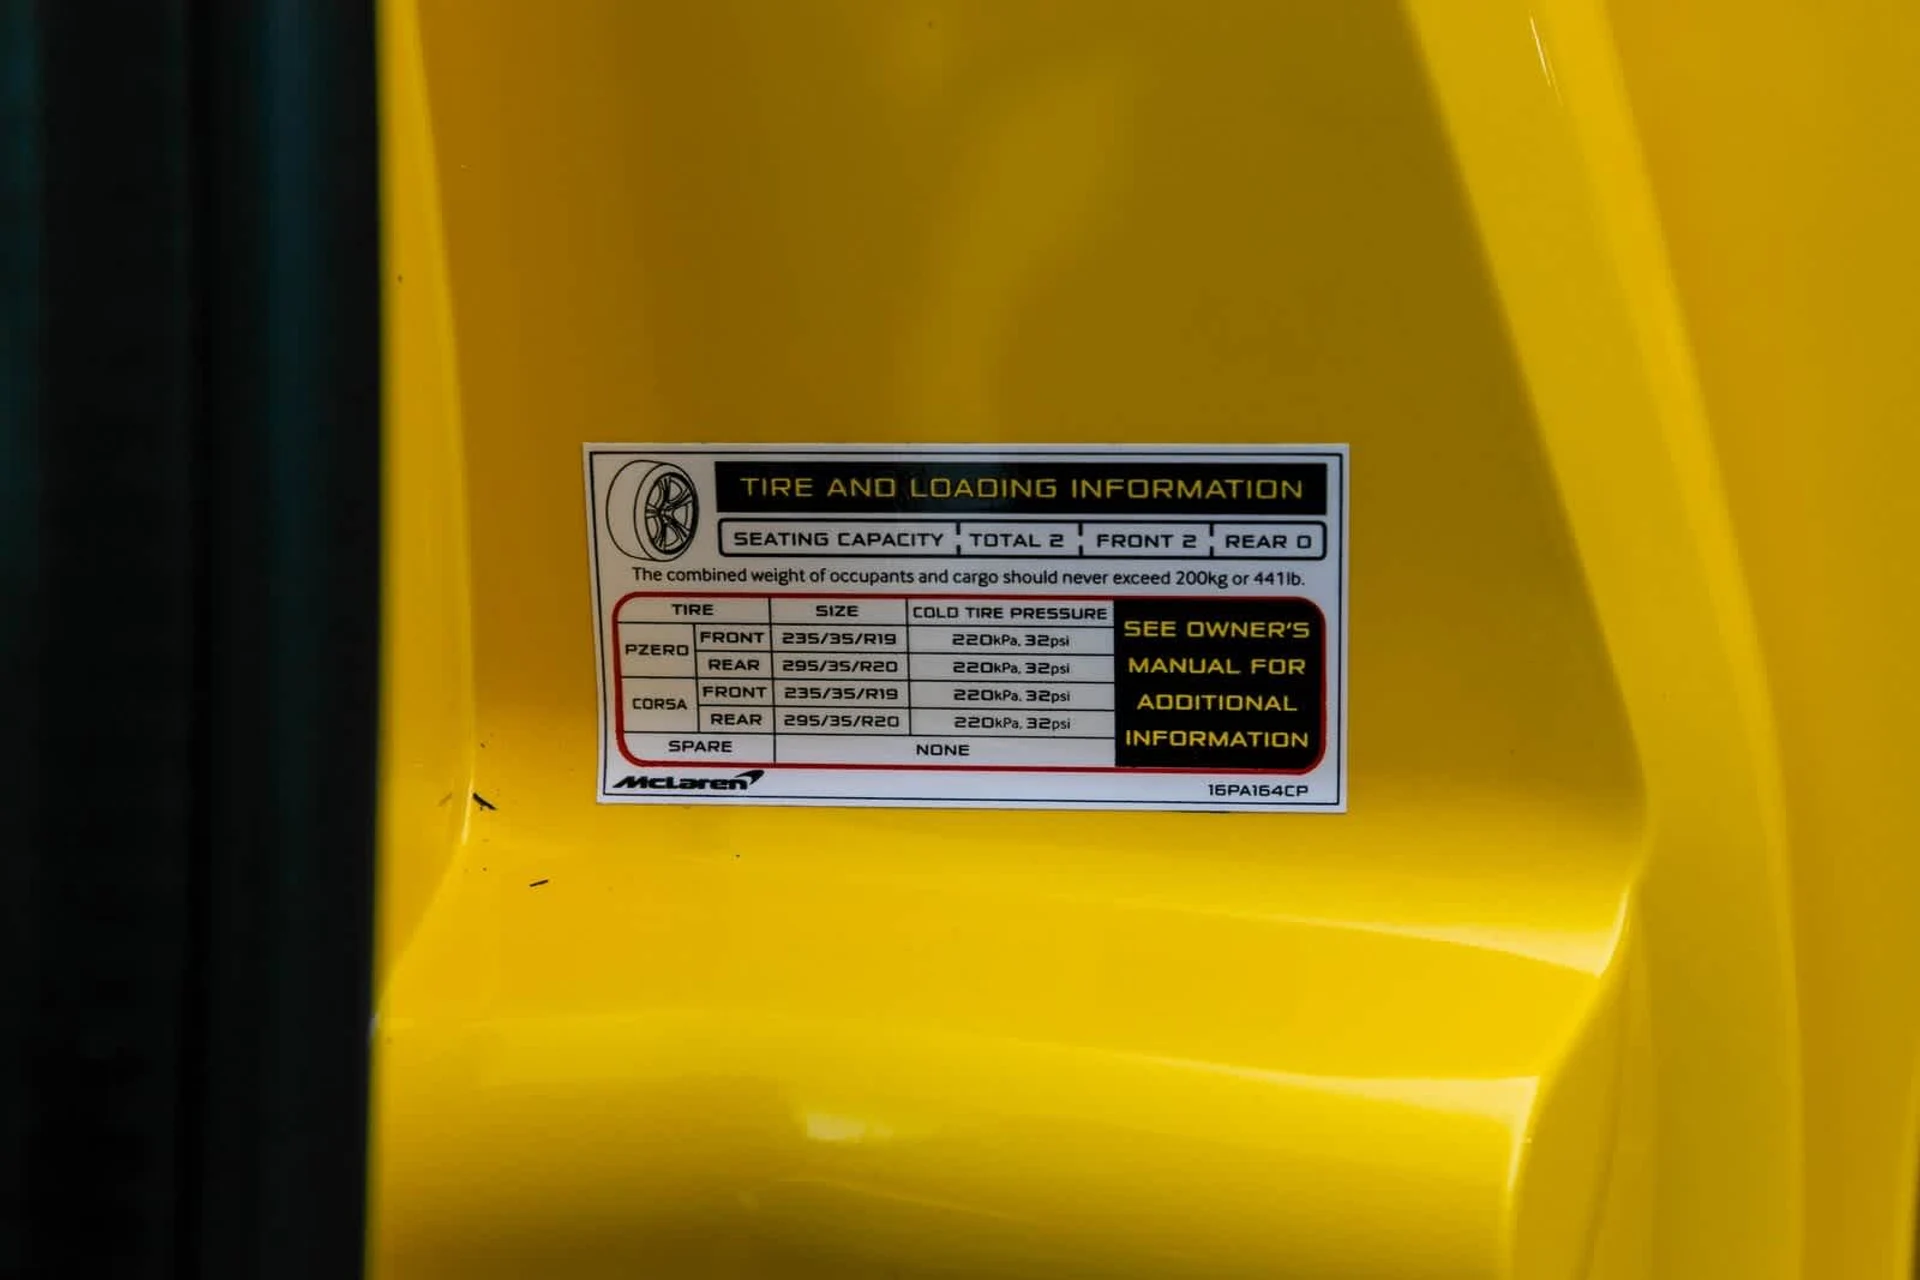 TIRE AND LOADING INFORMATION
SEATING CAPACITY TOTAL 2 FRONT 2 REAR 0
The combined weight of occupants and cargo should never exceed 200kg or 441lb.
TIRE SIZE COLD TIRE PRESSURE
PZERO FRONT 235/35/R19 220kPa, 32psi
REAR 295/35/R20 220kPa, 32psi
CORSA FRONT 235/35/R19 220kPa, 32psi
REAR 295/35/R20 220kPa, 32psi
SPARE NONE
SEE OWNER'S
MANUAL FOR
ADDITIONAL
INFORMATION
McLaren 16PA164CP